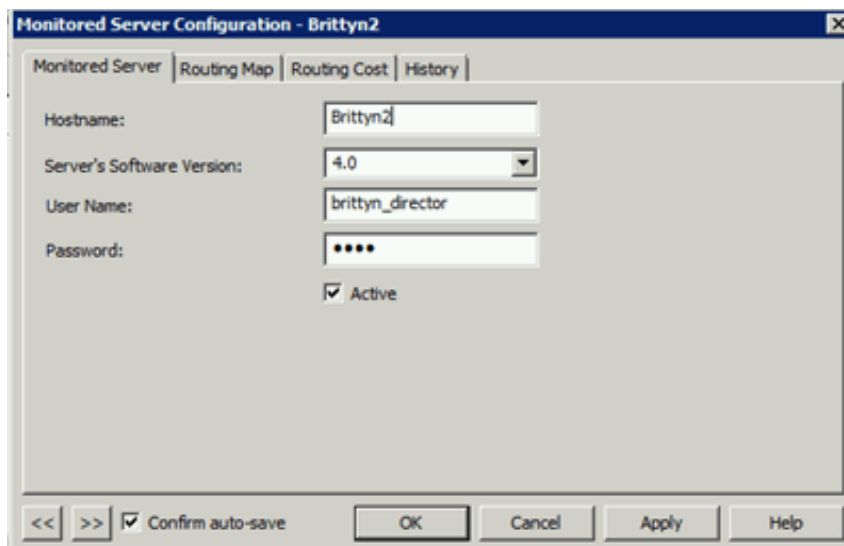 Monitored Server Configuration - Brittyn2
Monitored Server Routing Map Routing Cost History
Hostname: Brittyn2
Server's Software Version: 4.0
User Name: brittyn_director
Password: ••••
Active
<< >> Confirm auto-save OK Cancel Apply Help